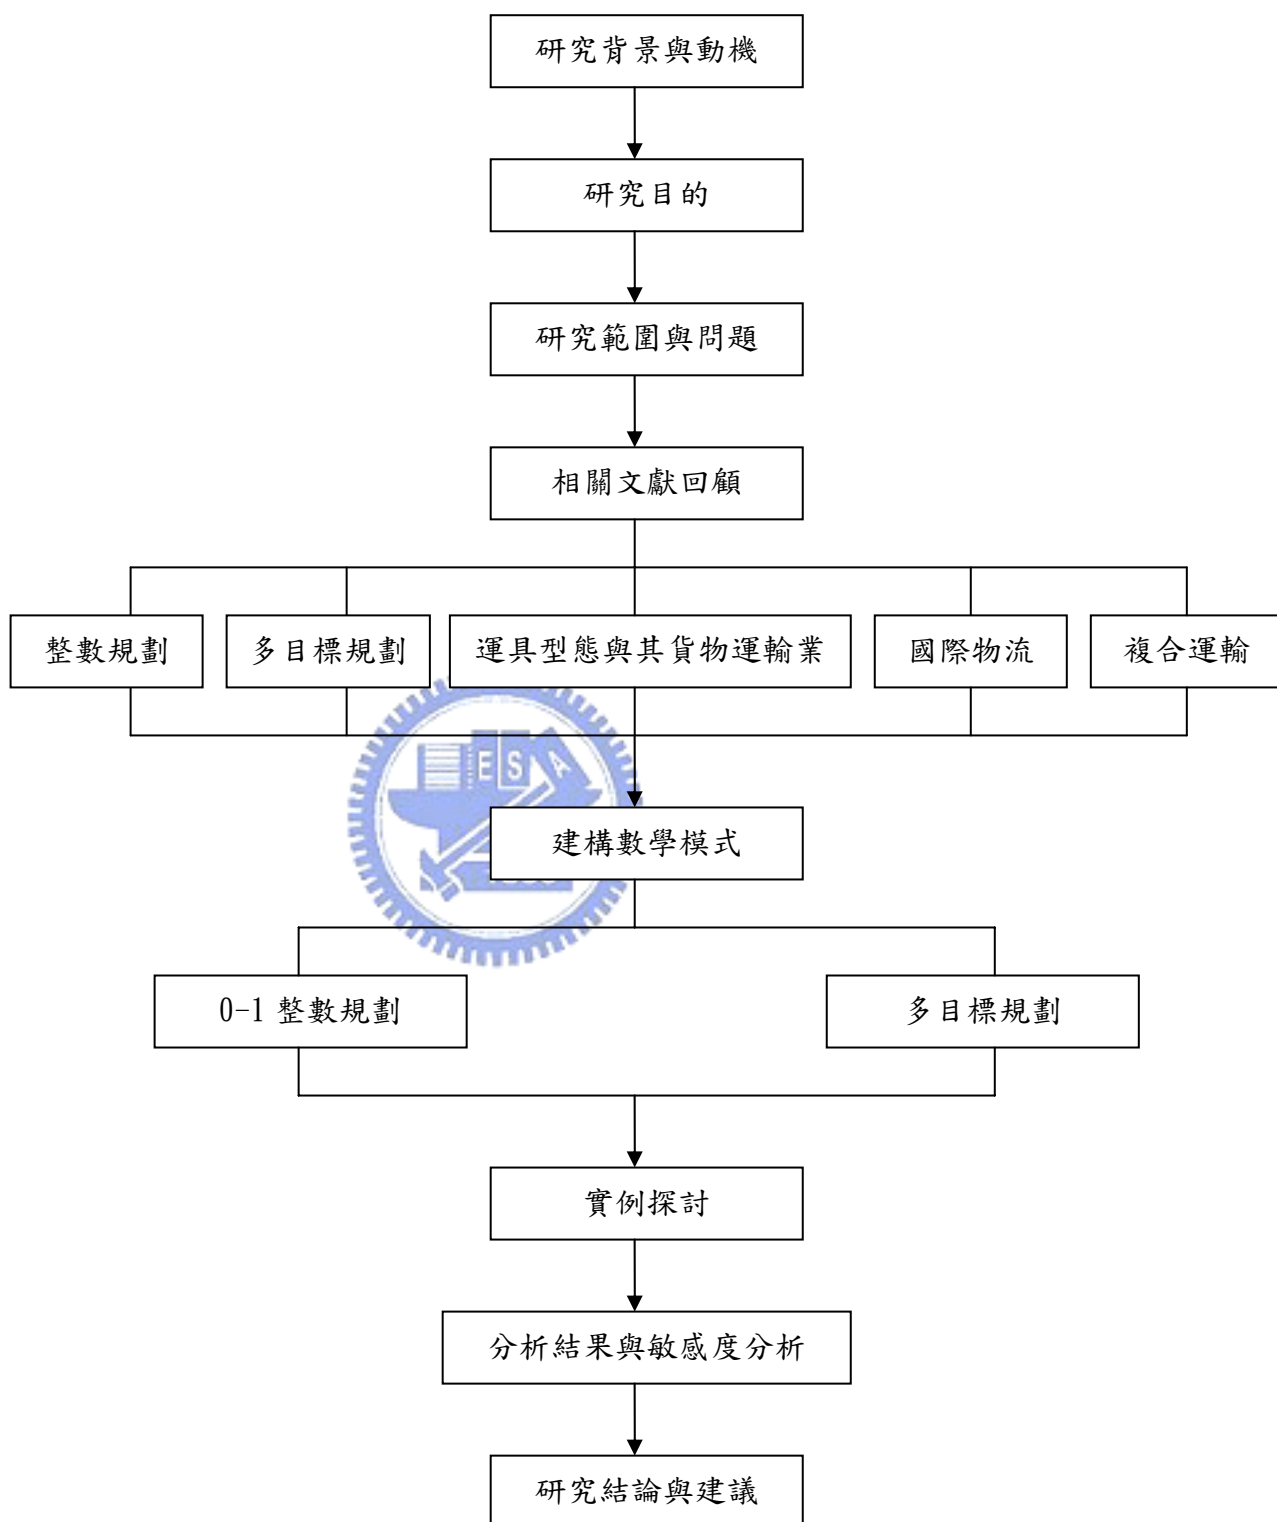 研究背景與動機
研究目的
研究範圍與問題
相關文獻回顧
整數規劃
多目標規劃
運具型態與其貨物運輸業
國際物流
複合運輸
ESA
建構數學模式
0-1 整數規劃
多目標規劃
實例探討
分析結果與敏感度分析
研究結論與建議